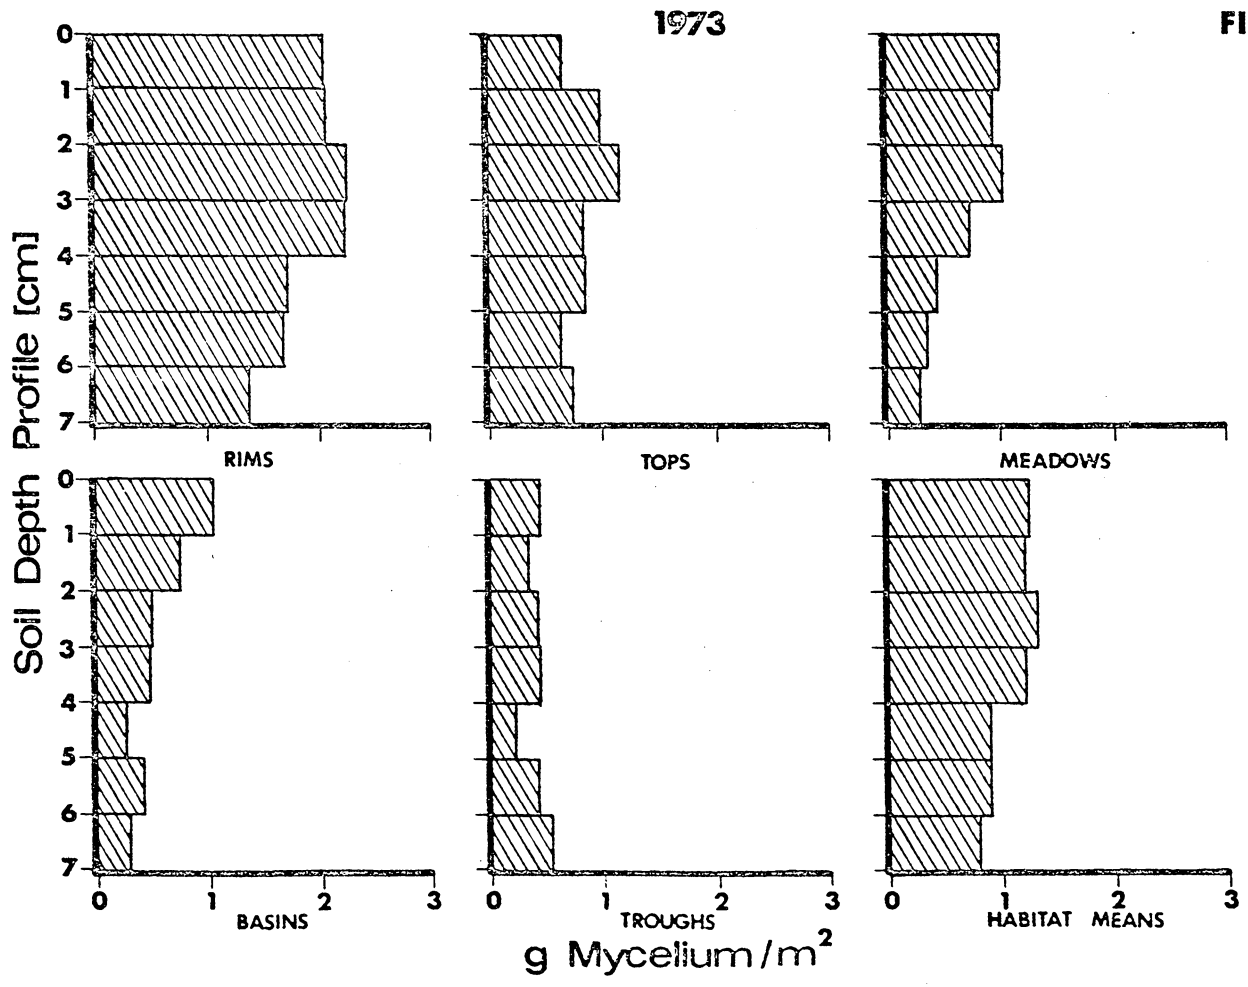 1973
FI
0
1
2
3
4
5
6
7
RIMS
TOPS
MEADOWS
Soil Depth Profile [cm]
0
1
2
3
4
5
6
7
0 1 2 3
0 1 2 3
0 1 2 3
BASINS
TROUGHS
HABITAT MEANS
g Mycelium/m²